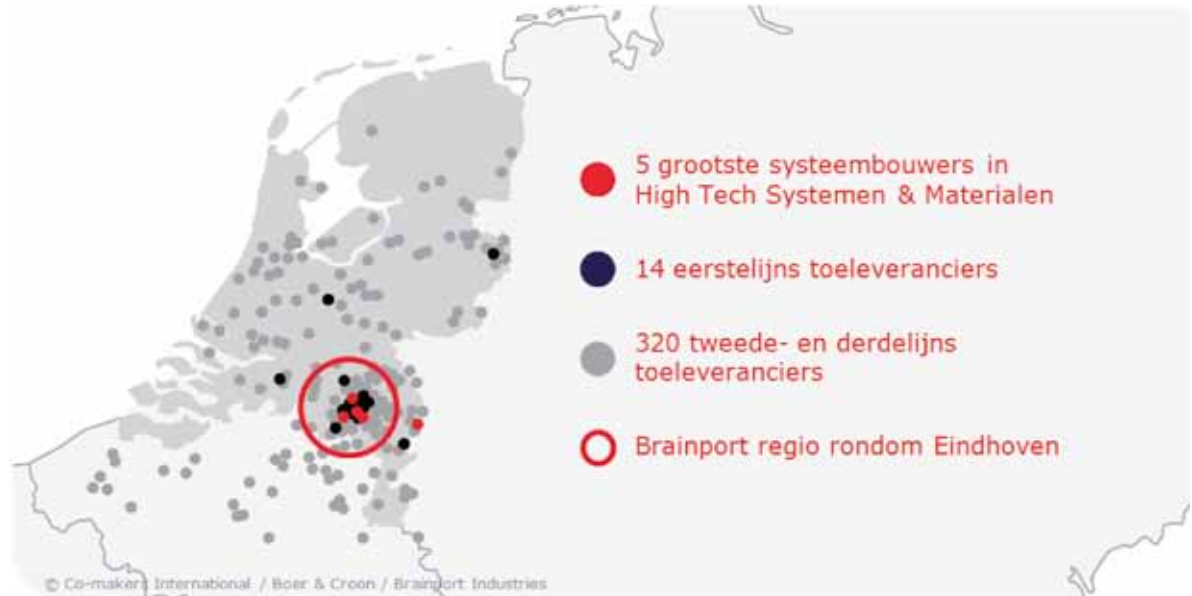 5 grootste systeembouwers in
High Tech Systemen & Materialen
14 eerstelijns toeleveranciers
320 tweede- en derdelijns
toeleveranciers
Brainport regio rondom Eindhoven
© Co-makers International / Boer & Croon / Brainport Industries